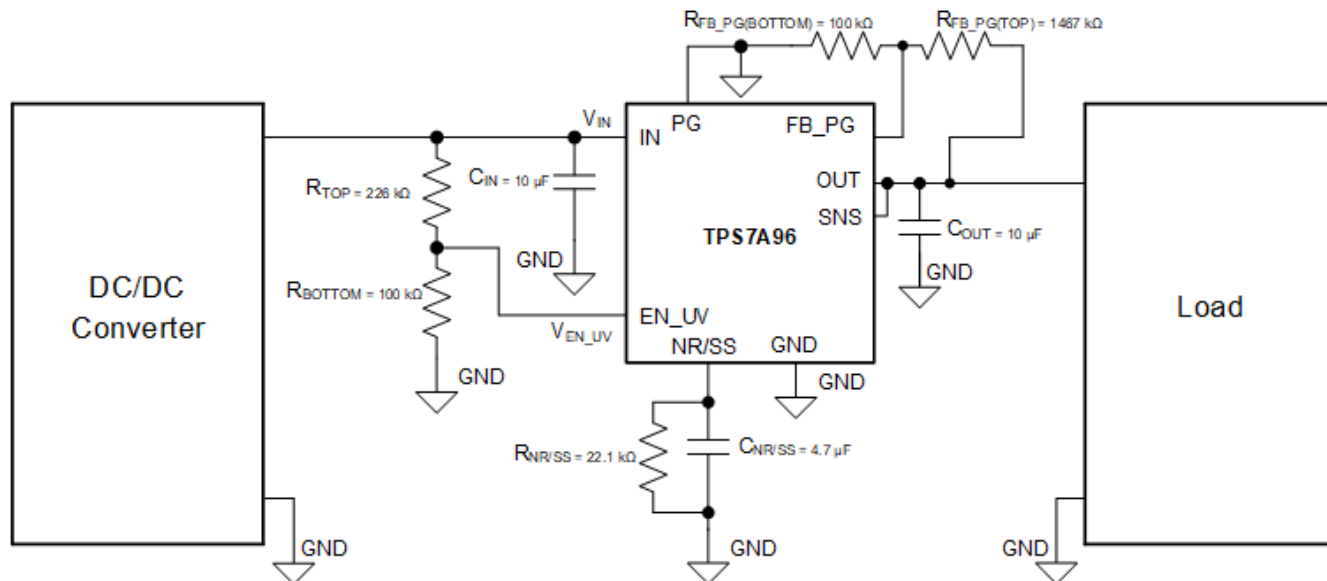 RFB_PG(BOTTOM) = 100 kΩ
RFB_PG(TOP) = 1467 kΩ
VIN
IN
PG
FB_PG
RTOP = 226 kΩ
CIN = 10 µF
OUT
SNS
TPS7A96
COUT = 10 µF
GND
GND
DC/DC
Converter
RBOTTOM = 100 kΩ
Load
VEN_UV
EN_UV
NR/SS
GND
GND
GND
RNR/SS = 22.1 kΩ
CNR/SS = 4.7 µF
GND
GND
GND